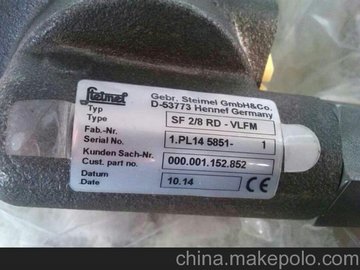 Steimel
Gebr. Steimel GmbH&Co.
D-53773 Hennef Germany
Typ
Type
SF 2/8 RD - VLFM
Fab.-Nr.
Serial No.
1.PL14 5851- 1
Kunden Sach-Nr.
Cust. part no.
000.001.152.852
Datum
Date
10.14
china.makepolo.com